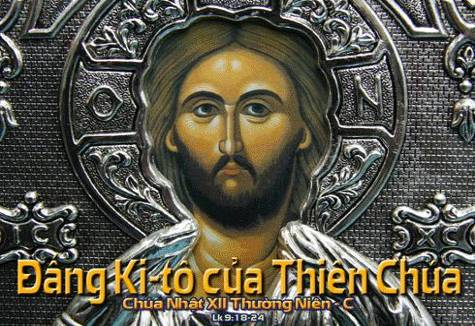 O N
IC
Đấng Ki-tô của Thiên Chúa
Chúa Nhật XII Thường Niên - C
Lk 9:18-24